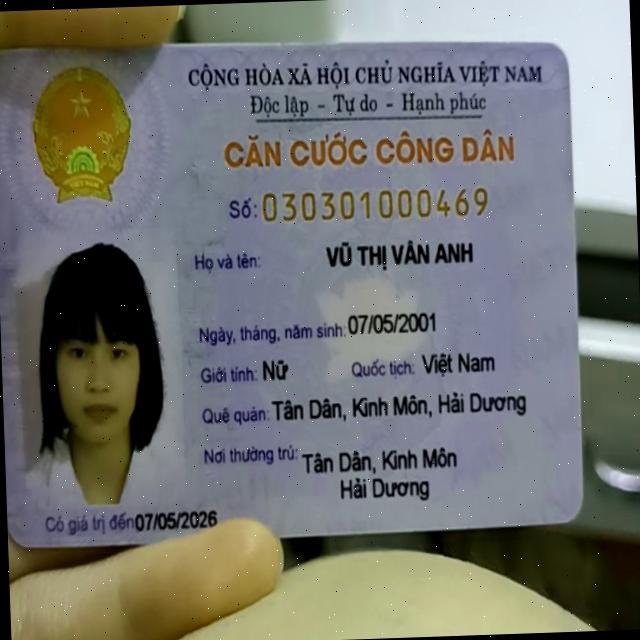 CỘNG HÒA XÃ HỘI CHỦ NGHĨA VIỆT NAM
Độc lập - Tự do - Hạnh phúc
CĂN CƯỚC CÔNG DÂN
Số: 030301000469
Họ và tên: VŨ THỊ VÂN ANH
Ngày, tháng, năm sinh: 07/05/2001
Giới tính: Nữ Quốc tịch: Việt Nam
Quê quán: Tân Dân, Kinh Môn, Hải Dương
Nơi thường trú: Tân Dân, Kinh Môn
Hải Dương
Có giá trị đến 07/05/2026